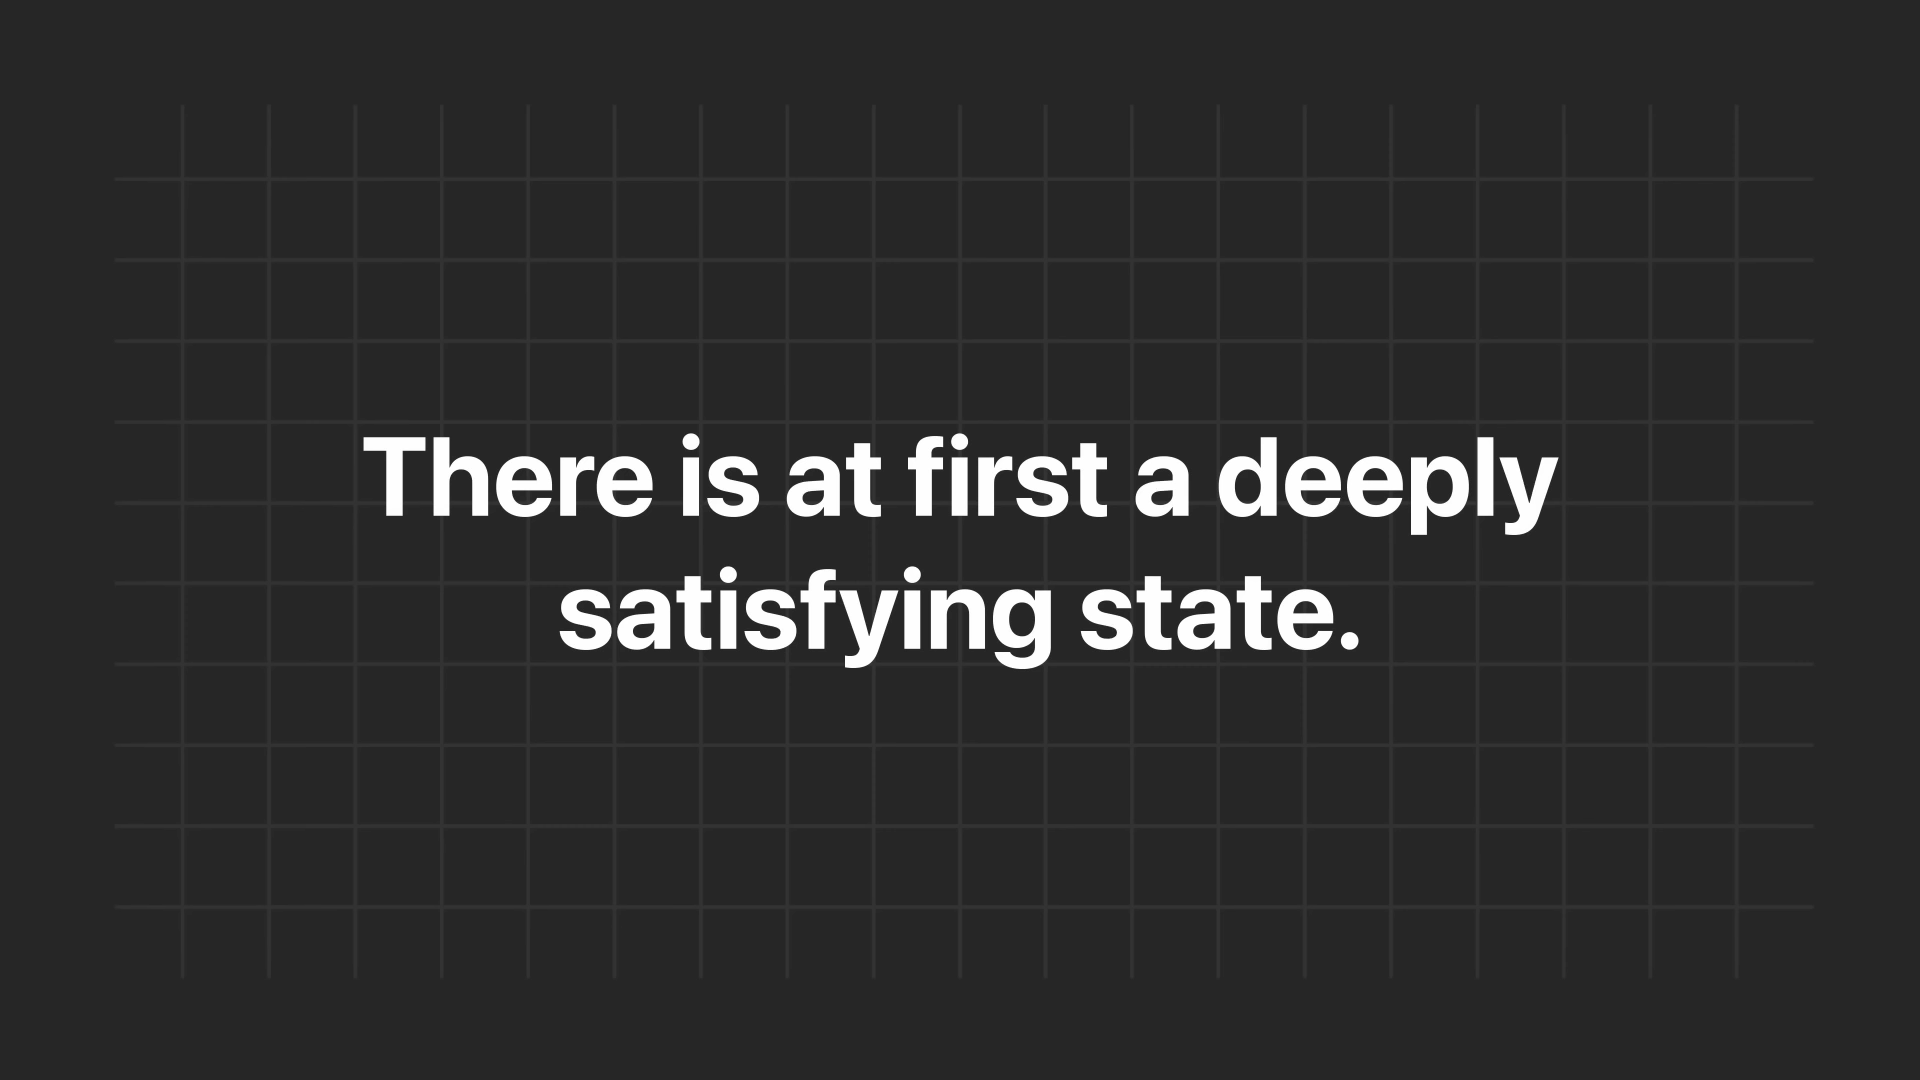 There is at first a deeply
satisfying state.